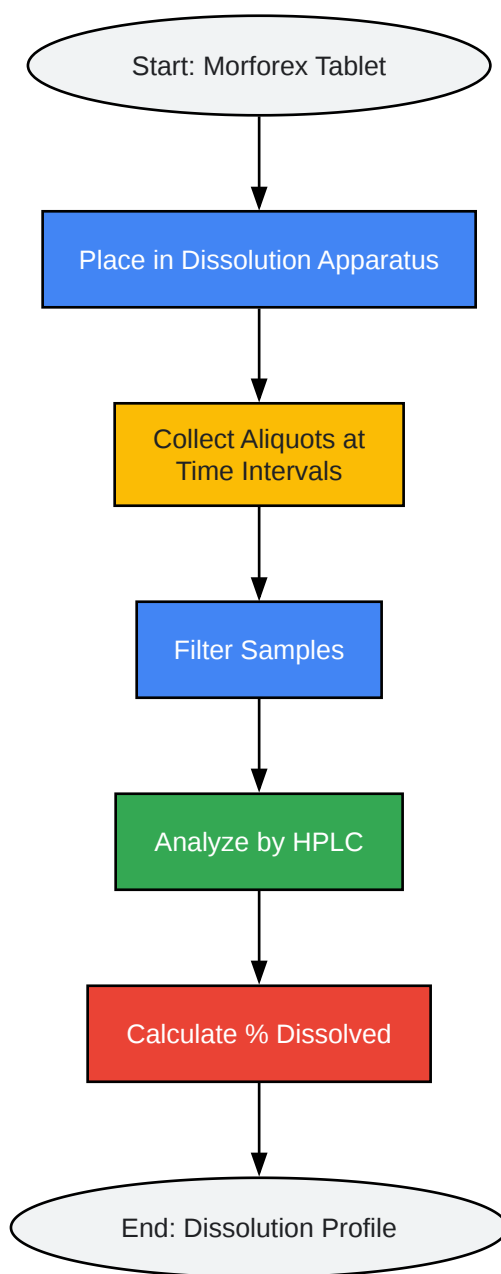 Start: Morforex Tablet
Place in Dissolution Apparatus
Collect Aliquots at
Time Intervals
Filter Samples
Analyze by HPLC
Calculate % Dissolved
End: Dissolution Profile